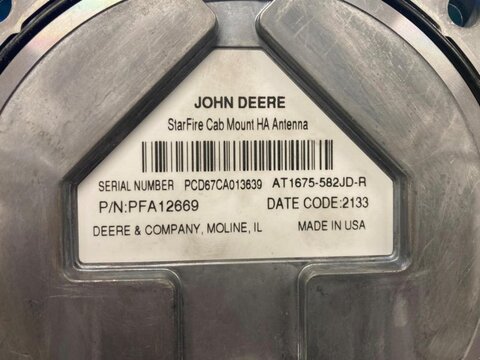 JOHN DEERE
StarFire Cab Mount HA Antenna
SERIAL NUMBER PCD67CA013639 AT1675-582JD-R
P/N:PFA12669 DATE CODE:2133
DEERE & COMPANY, MOLINE, IL MADE IN USA